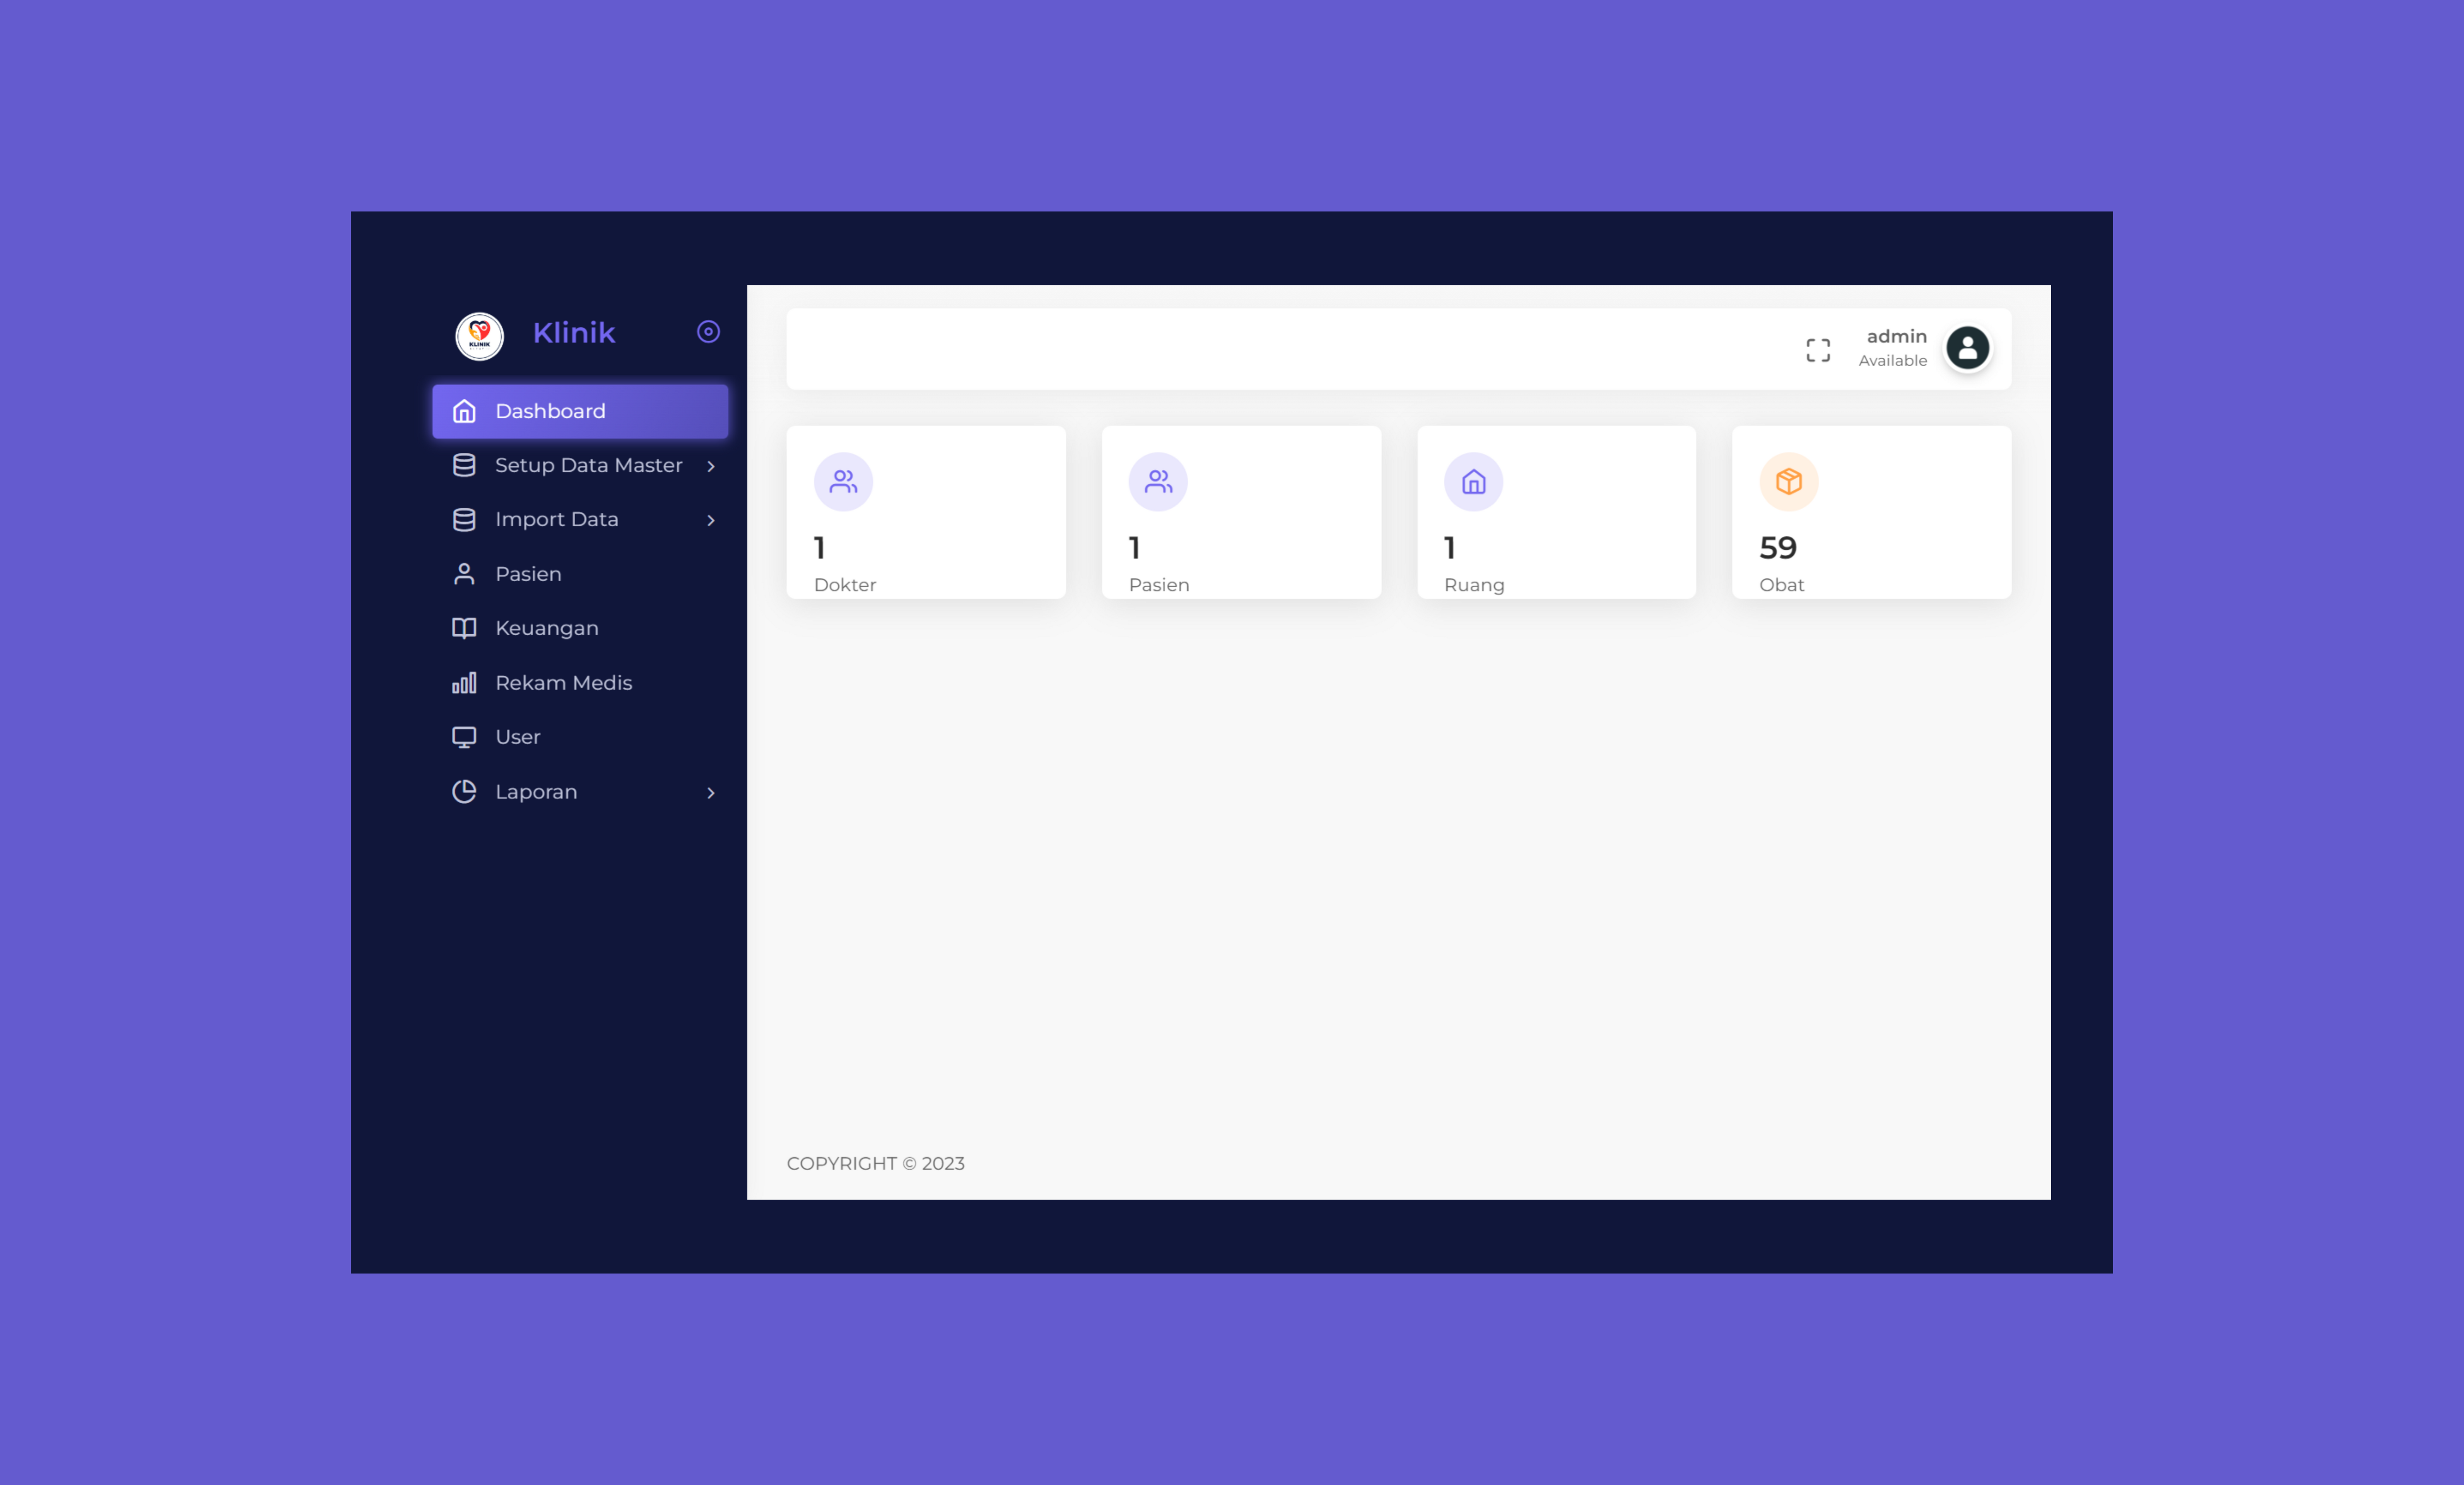 KLINIK
Klinik
Dashboard
Setup Data Master
Import Data
Pasien
Keuangan
Rekam Medis
User
Laporan
admin
Available
1
Dokter
1
Pasien
1
Ruang
59
Obat
COPYRIGHT © 2023